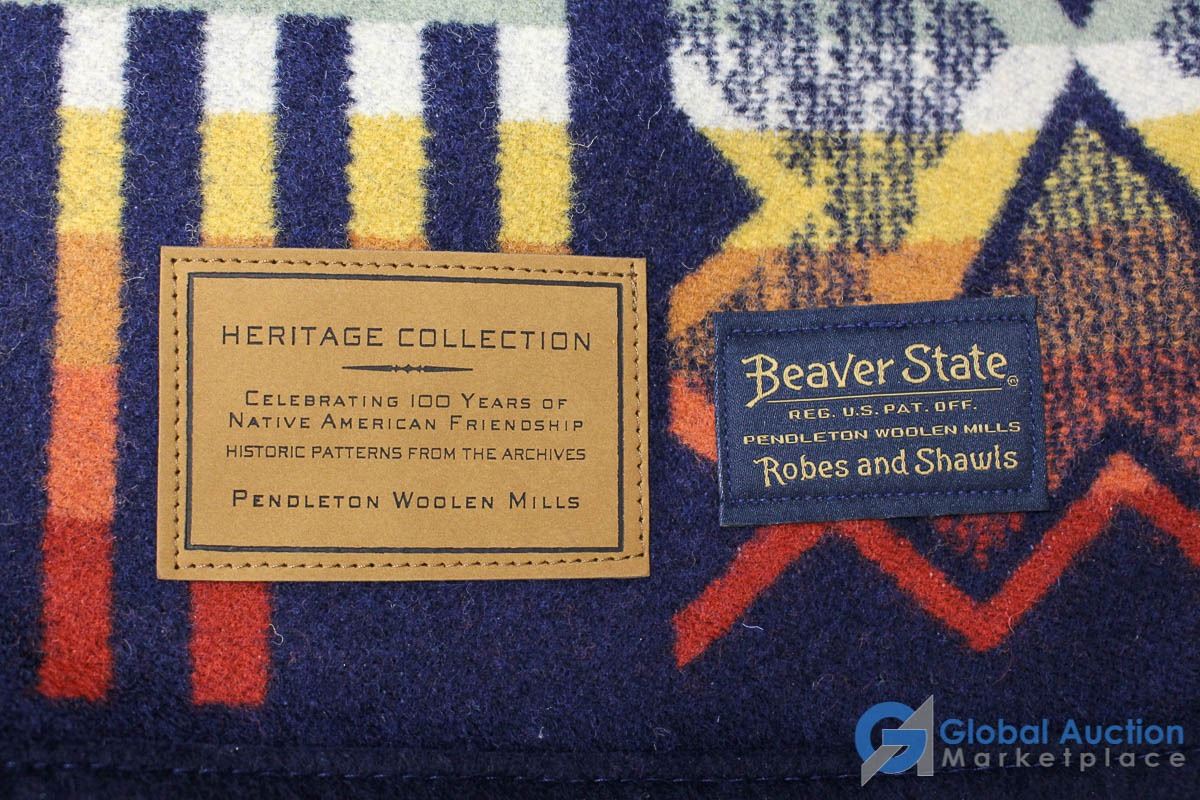 HERITAGE COLLECTION
CELEBRATING 100 YEARS OF
NATIVE AMERICAN FRIENDSHIP
HISTORIC PATTERNS FROM THE ARCHIVES
PENDLETON WOOLEN MILLS
Beaver State®
REG. U.S. PAT. OFF.
PENDLETON WOOLEN MILLS
Robes and Shawls
Global Auction
Marketplace